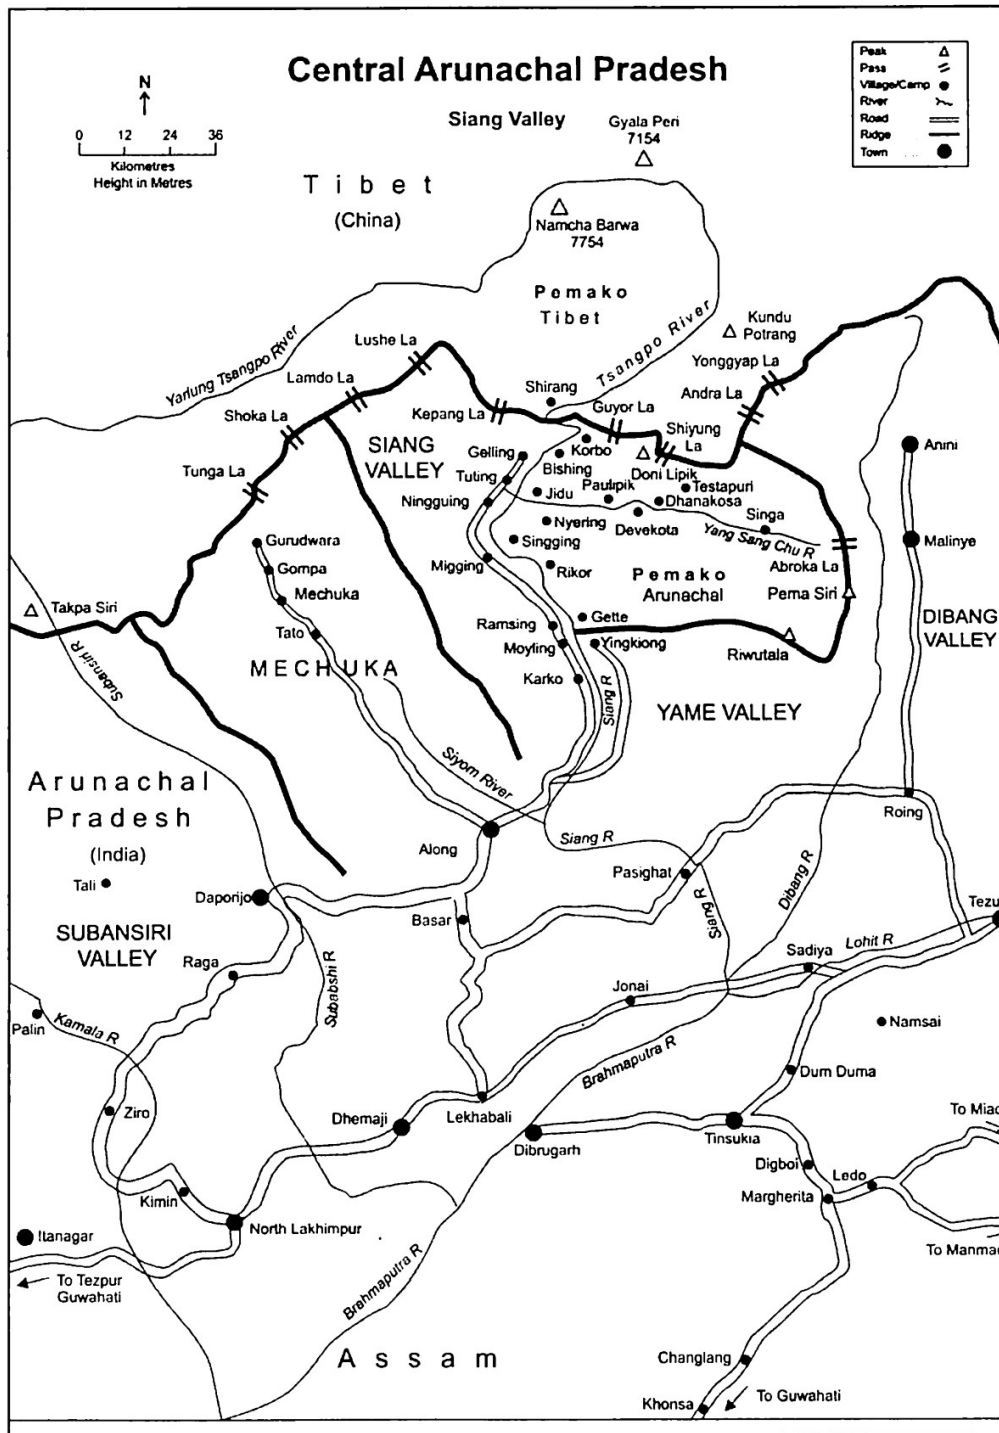 Central Arunachal Pradesh
Siang Valley
N
0 12 24 36
Kilometres
Height in Metres
Peak
Pass
Village/Camp
River
Road
Ridge
Town
Gyala Peri
7154
Tibet
(China)
Namcha Barwa
7754
Pemako
Tibet
Tsangpo River
Kundu
Potrang
Yarlung Tsangpo River
Lushe La
Lamdo La
Shoka La
Tunga La
Kepang La
Shirang
Guyor La
Shiyung
La
Andra La
Yonggyap La
SIANG
VALLEY
Gelling
Tuting
Ningguing
Korbo
Bishing
Doni Lipik
Jidu
Paulipik
Testapuri
Dhanakosa
Nyering
Devekota
Singa
Yang Sang Chu R
Singging
Migging
Rikor
Pemako
Arunachal
Abroka La
Pema Siri
Anini
Malinye
DIBANG
VALLEY
Gurudwara
Gompa
Mechuka
Tato
MECHUKA
Takpa Siri
Subansiri R
Ramsing
Moyling
Karko
Gette
Yingkiong
Riwutala
Siang R
YAME VALLEY
Siyom River
Arunachal
Pradesh
(India)
Tali
Along
Siang R
Pasighat
Roing
Dibang R
Siang R
Daporijo
Basar
SUBANSIRI
VALLEY
Raga
Subabshi R
Tezu
Lohit R
Sadiya
Jonai
Palin
Kamala R
Namsai
Brahmaputra R
Dum Duma
Ziro
Dhemaji
Lekhabali
Dibrugarh
Tinsukia
To Miao
Digboi
Ledo
Margherita
Kimin
North Lakhimpur
Itanagar
To Manmao
To Tezpur
Guwahati
Brahmaputra R
Assam
Changlang
Khonsa
To Guwahati